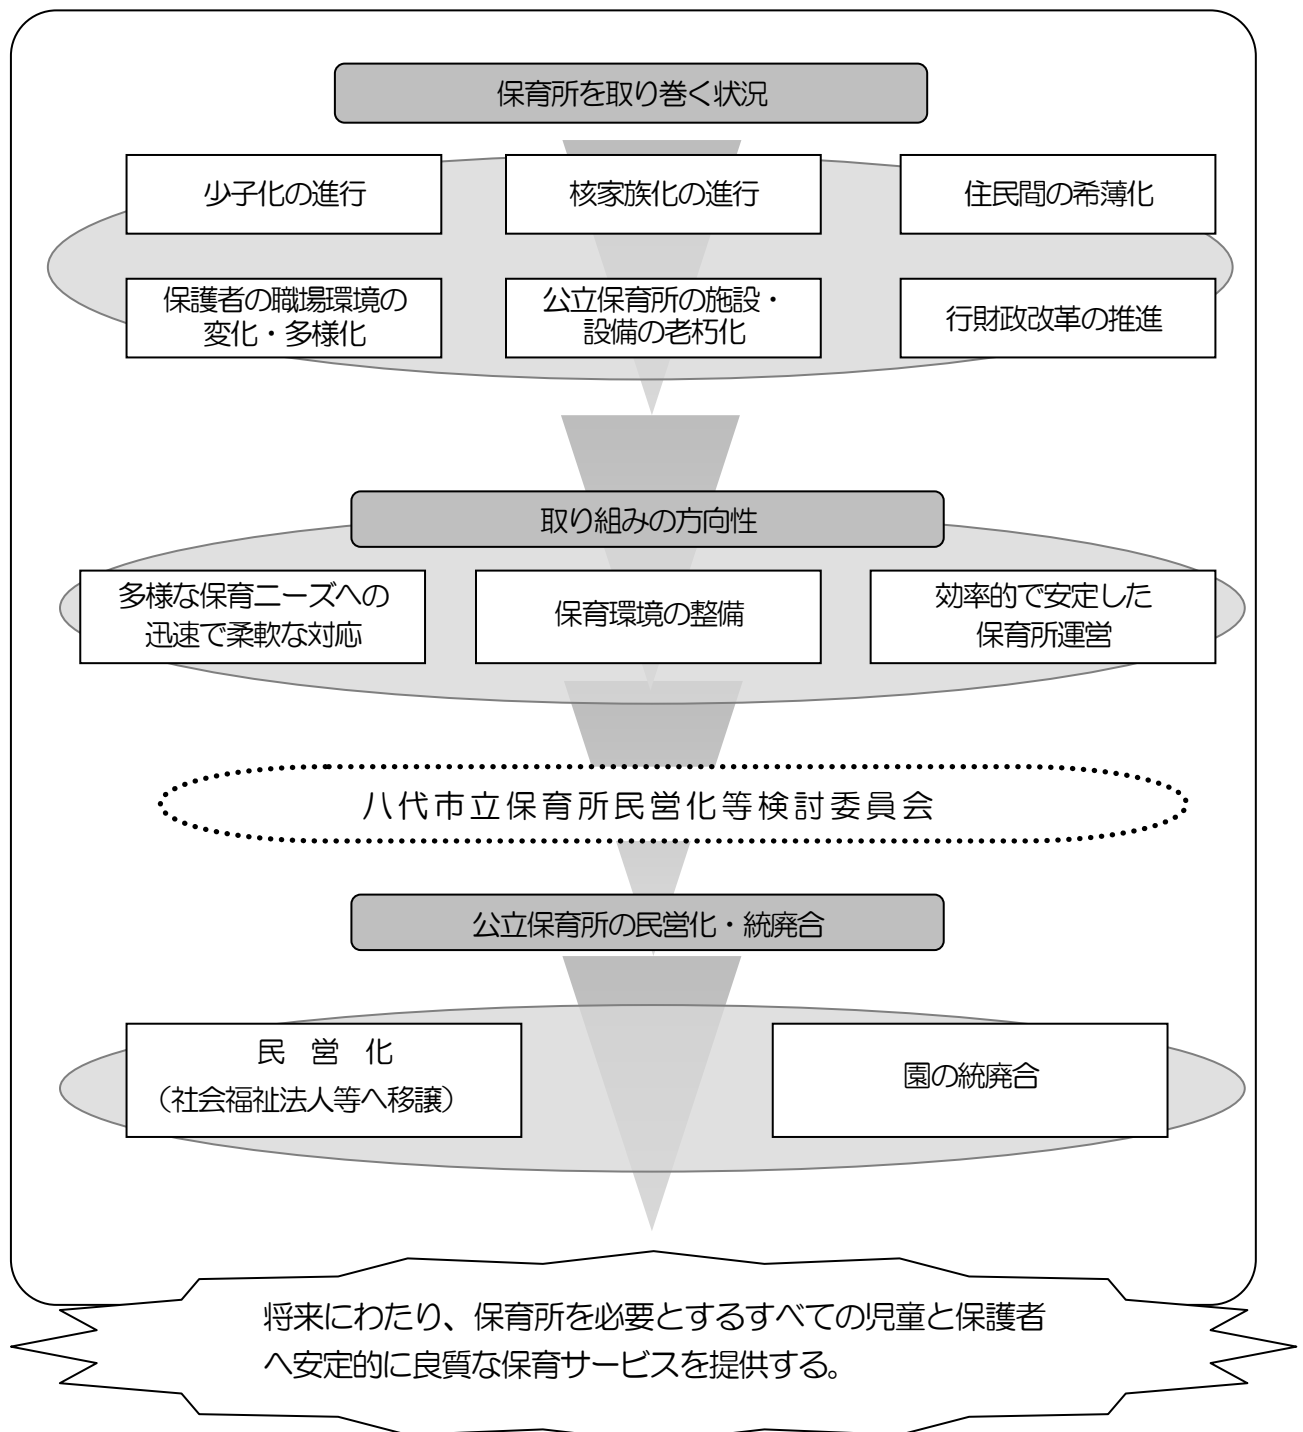 保育所を取り巻く状況
少子化の進行
核家族化の進行
住民間の希薄化
保護者の職場環境の
変化・多様化
公立保育所の施設・
設備の老朽化
行財政改革の推進
取り組みの方向性
多様な保育ニーズへの
迅速で柔軟な対応
保育環境の整備
効率的で安定した
保育所運営
八代市立保育所民営化等検討委員会
公立保育所の民営化・統廃合
民　営　化
（社会福祉法人等へ移譲）
園の統廃合
将来にわたり、保育所を必要とするすべての児童と保護者
へ安定的に良質な保育サービスを提供する。